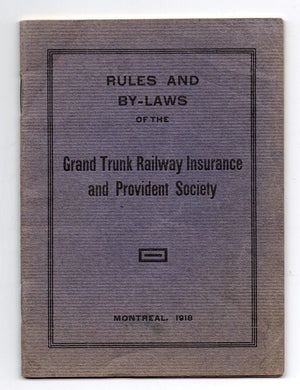 RULES AND
BY-LAWS
OF THE
Grand Trunk Railway Insurance
and Provident Society
MONTREAL, 1918